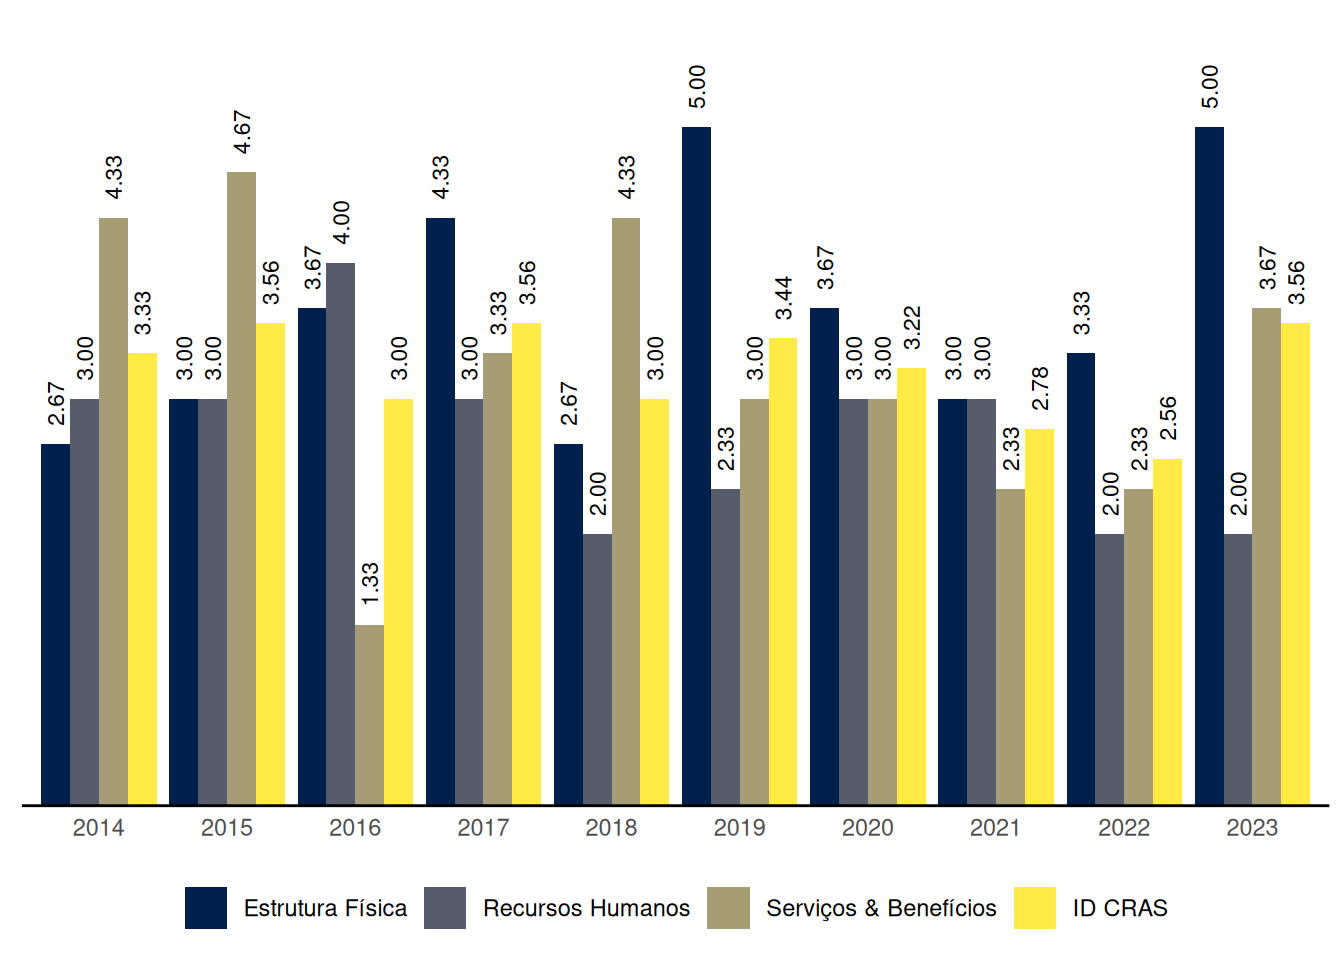 2.67 3.00 4.33 3.33 3.00 3.00 4.67 3.56 3.67 4.00 1.33 3.00 4.33 3.00 3.33 3.56 2.67 2.00 4.33 3.00 5.00 2.33 3.00 3.44 3.67 3.00 3.00 3.22 3.00 3.00 2.33 2.78 3.33 2.00 2.33 2.56 5.00 2.00 3.67 3.56
2014 2015 2016 2017 2018 2019 2020 2021 2022 2023
Estrutura Física Recursos Humanos Serviços & Benefícios ID CRAS